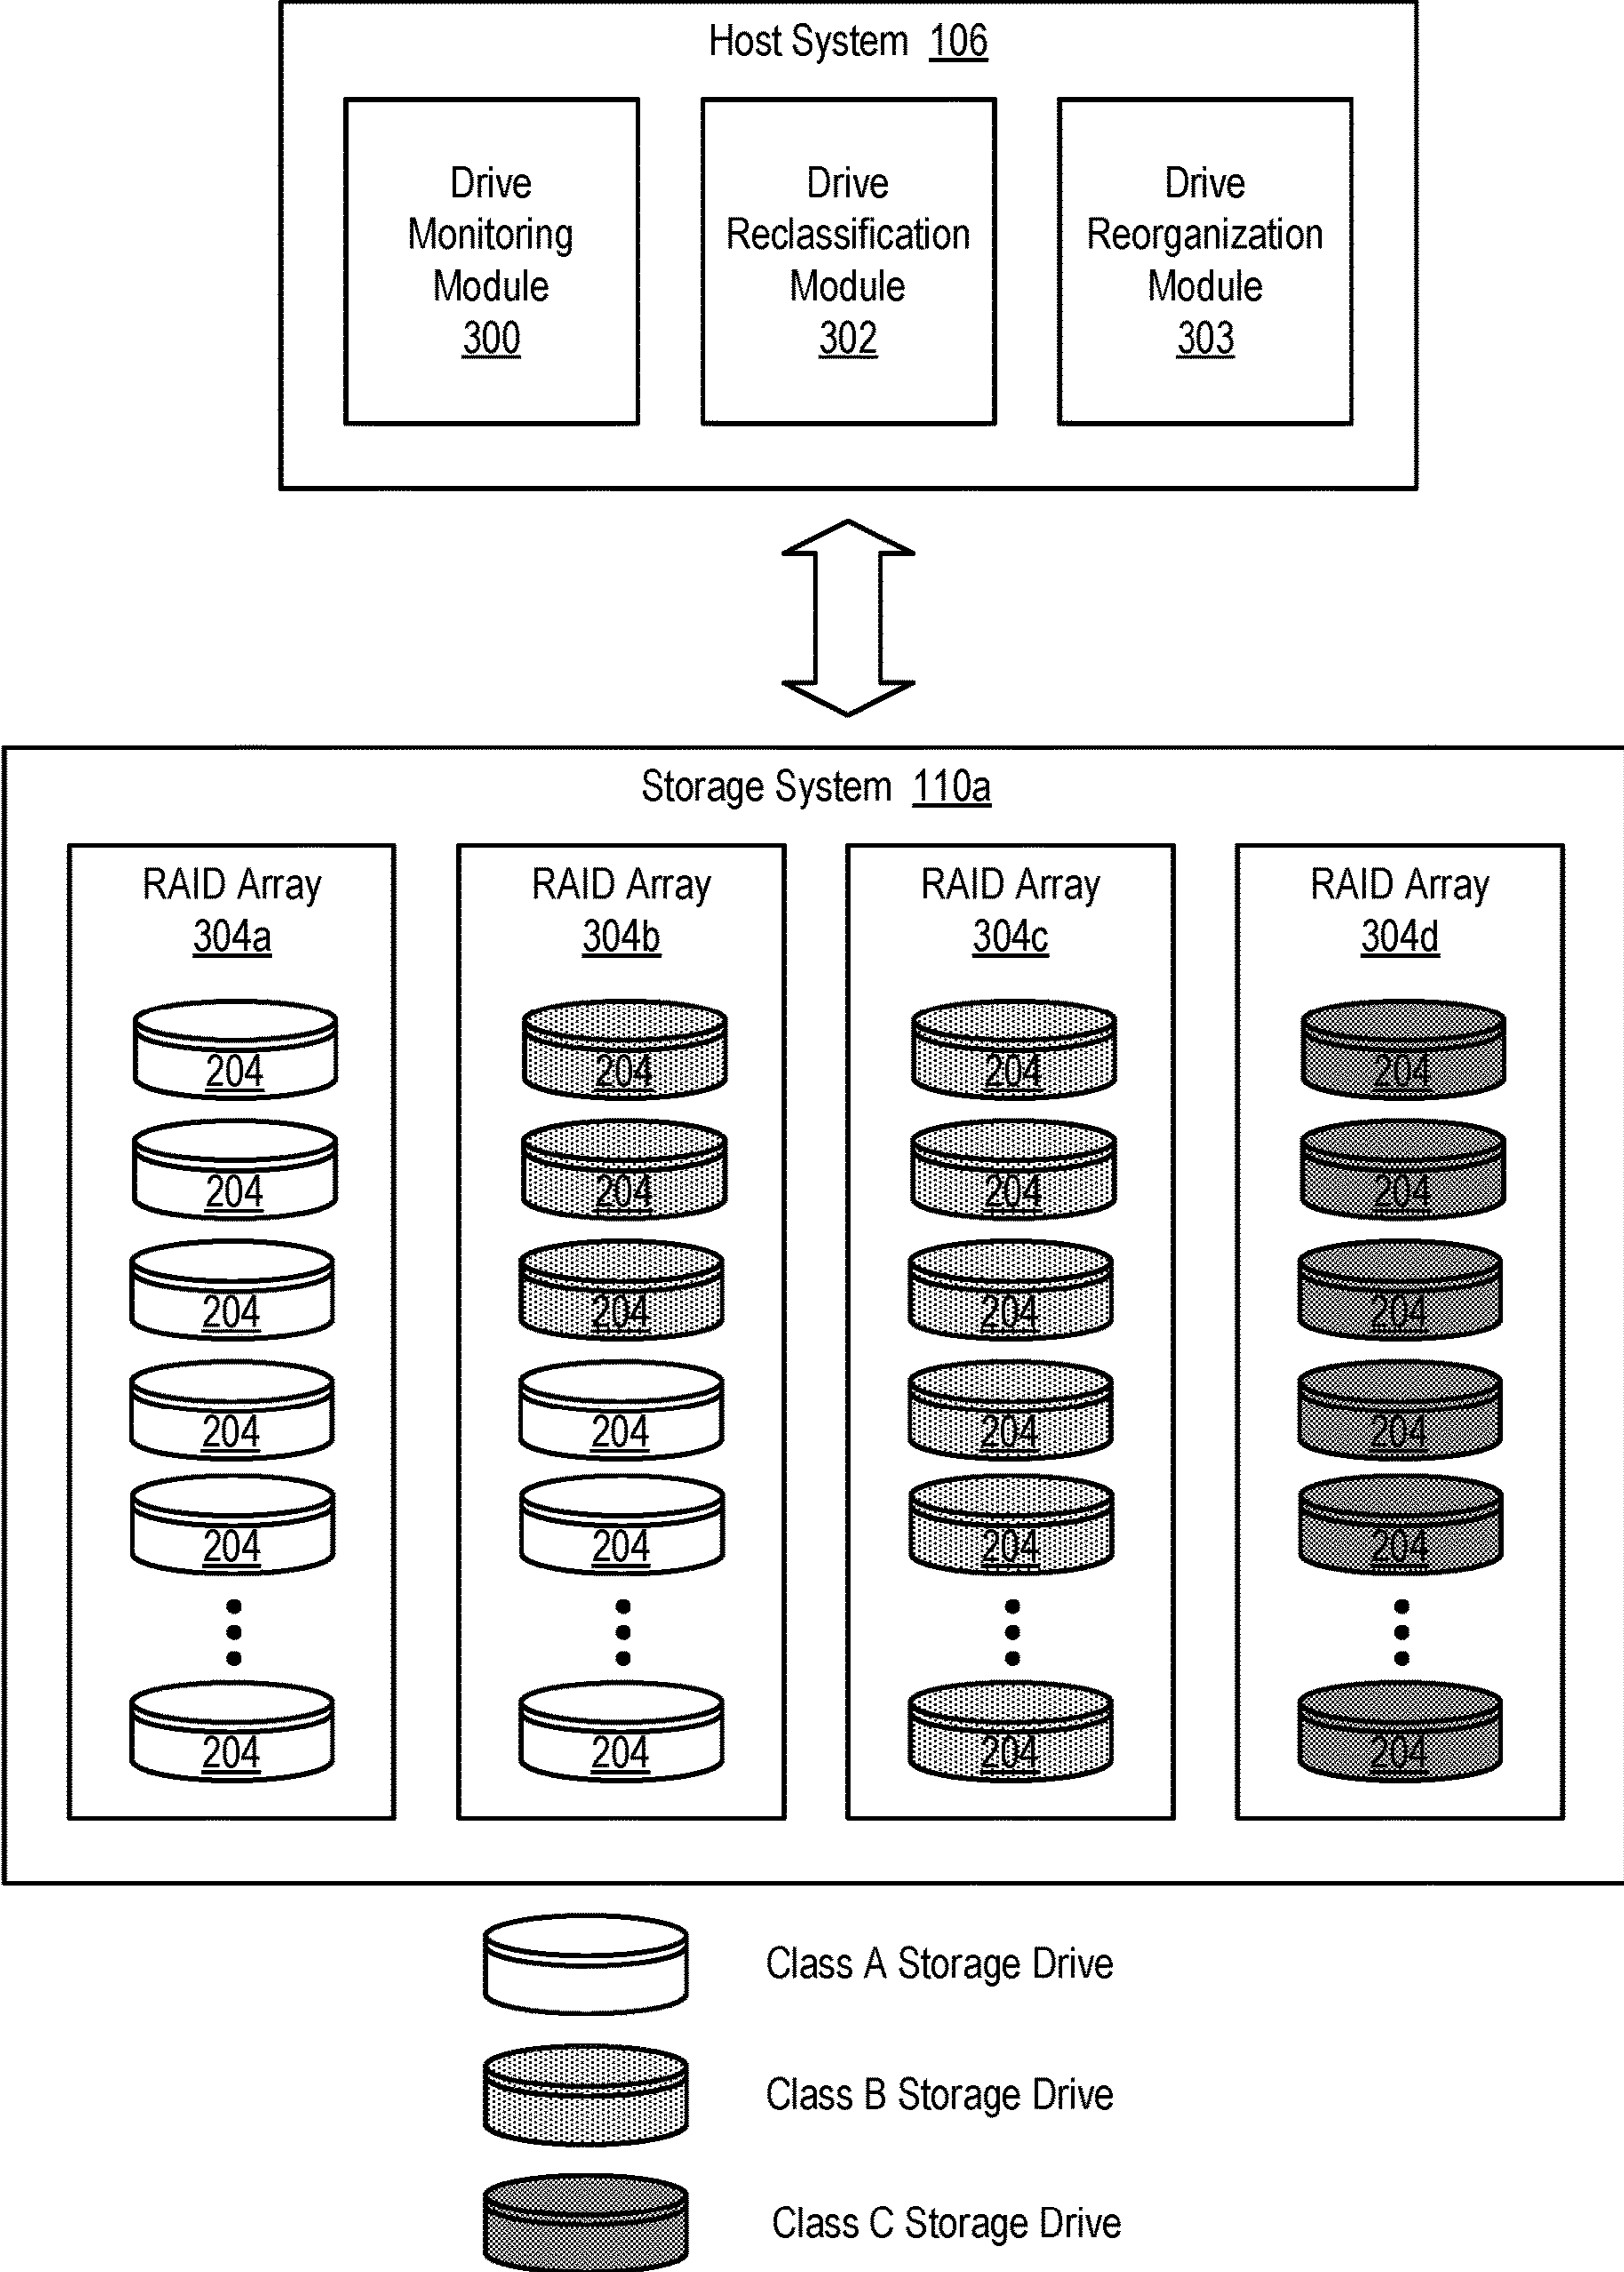 Host System 106
Drive
Monitoring
Module
300
Drive
Reclassification
Module
302
Drive
Reorganization
Module
303
Storage System 110a
RAID Array
304a
204
204
204
204
204
204
RAID Array
304b
204
204
204
204
204
204
RAID Array
304c
204
204
204
204
204
204
RAID Array
304d
204
204
204
204
204
204
Class A Storage Drive
Class B Storage Drive
Class C Storage Drive